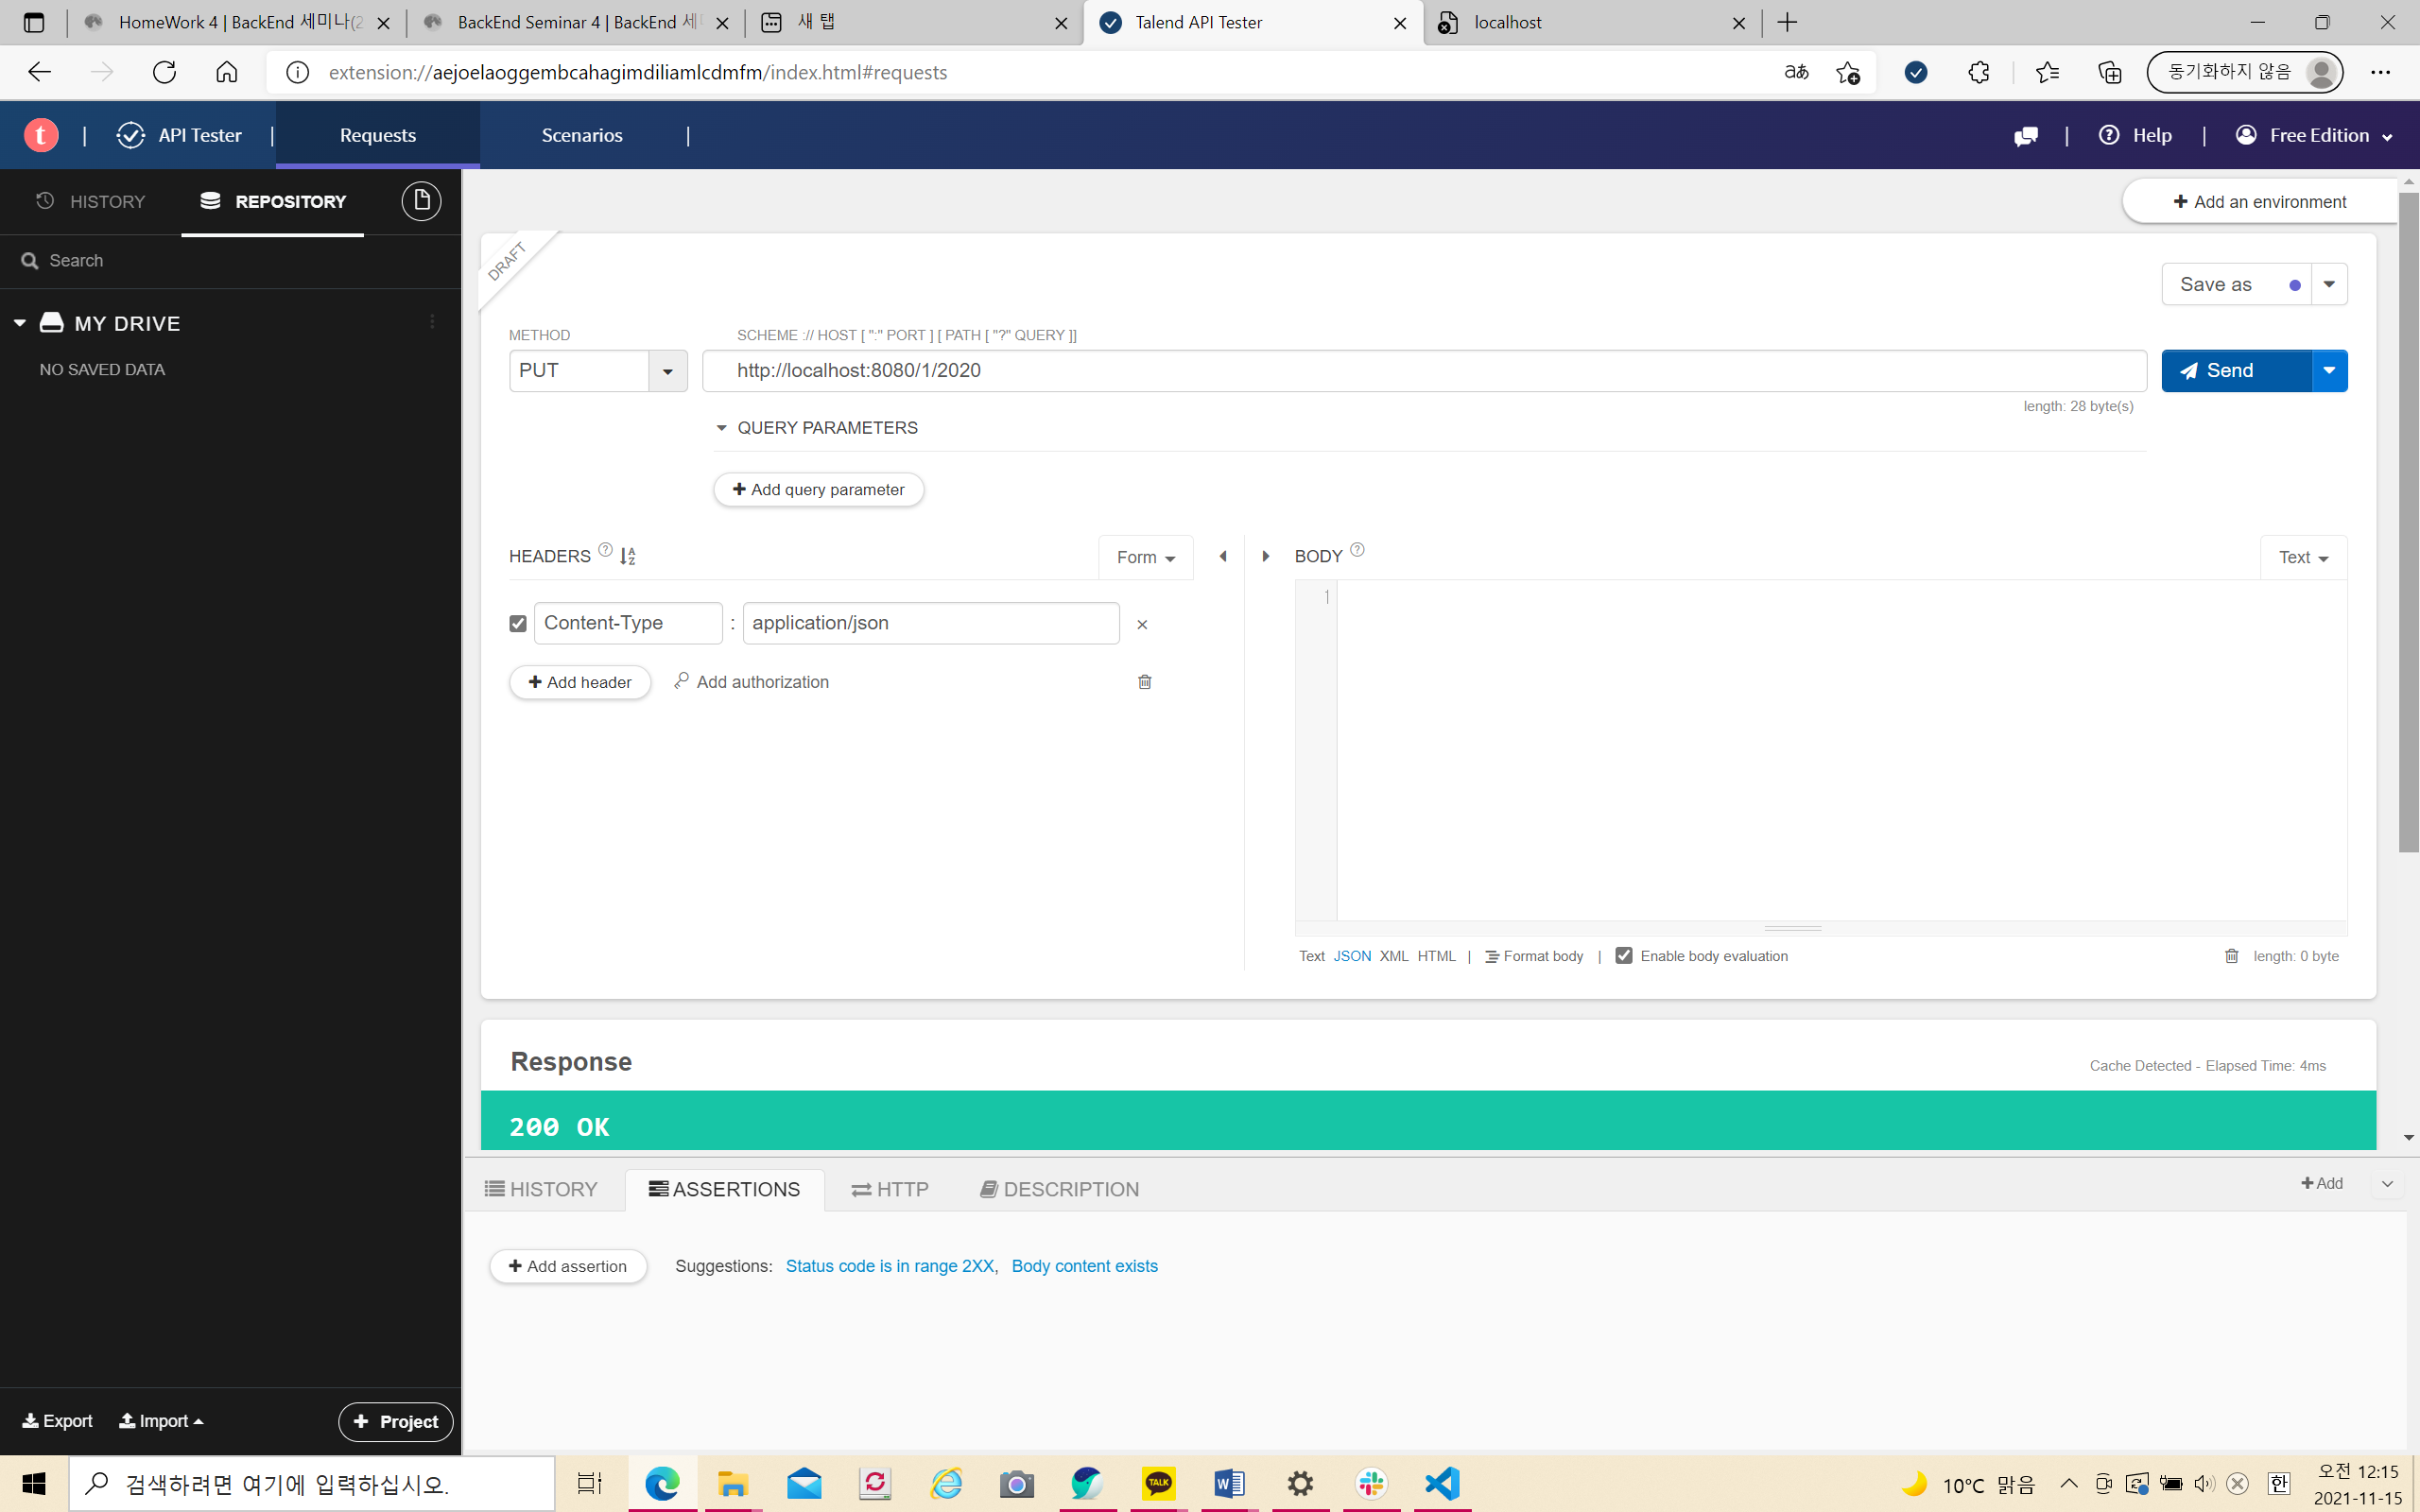 HomeWork 4 | BackEnd 세미나(2
BackEnd Seminar 4 | BackEnd 세
새 탭
Talend API Tester
localhost
extension://aejoelaoggembcahagimdiliamlcdmfm/index.html#requests
aあ
동기화하지 않음
t | API Tester | Requests
Scenarios |
| Help | Free Edition
HISTORY
REPOSITORY
Add an environment
Search
DRAFT
Save as
MY DRIVE
NO SAVED DATA
METHOD
SCHEME :// HOST [ ":" PORT ] [ PATH [ "?" QUERY ]]
PUT
http://localhost:8080/1/2020
Send
length: 28 byte(s)
QUERY PARAMETERS
Add query parameter
HEADERS ?
Form
BODY ?
Text
Content-Type : application/json
1
Add header
Add authorization
Text JSON XML HTML | Format body | Enable body evaluation
length: 0 byte
Response
Cache Detected - Elapsed Time: 4ms
200 OK
HISTORY
ASSERTIONS
HTTP
DESCRIPTION
Add
Add assertion
Suggestions: Status code is in range 2XX, Body content exists
Export
Import
Project
검색하려면 여기에 입력하십시오.
TALK
10°C 맑음
한
오전 12:15
2021-11-15